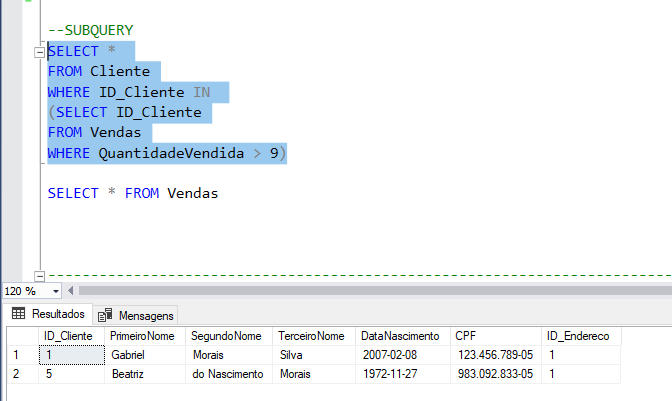 --SUBQUERY
SELECT *
FROM Cliente
WHERE ID_Cliente IN
(SELECT ID_Cliente
FROM Vendas
WHERE QuantidadeVendida > 9)
SELECT * FROM Vendas
120 %
Resultados Mensagens
ID_Cliente PrimeiroNome SegundoNome TerceiroNome DataNascimento CPF ID_Endereco
1 1 Gabriel Morais Silva 2007-02-08 123.456.789-05 1
2 5 Beatriz do Nascimento Morais 1972-11-27 983.092.833-05 1